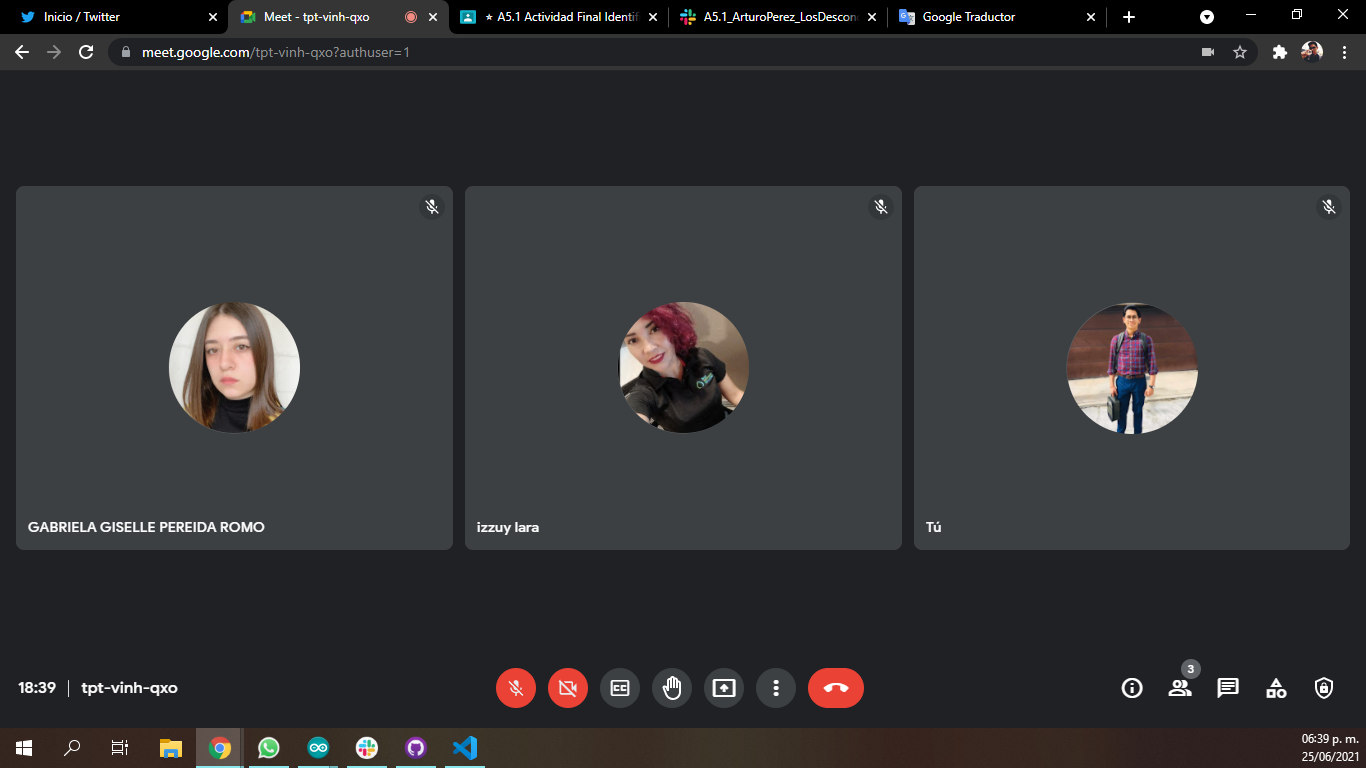 Inicio / Twitter
Meet - tpt-vinh-qxo
★ A5.1 Actividad Final Identif
A5.1_ArturoPerez_LosDescon
Google Traductor
meet.google.com/tpt-vinh-qxo?authuser=1
GABRIELA GISELLE PEREIDA ROMO
izzuy lara
Tú
18:39 | tpt-vinh-qxo
CC
3
06:39 p. m.
25/06/2021